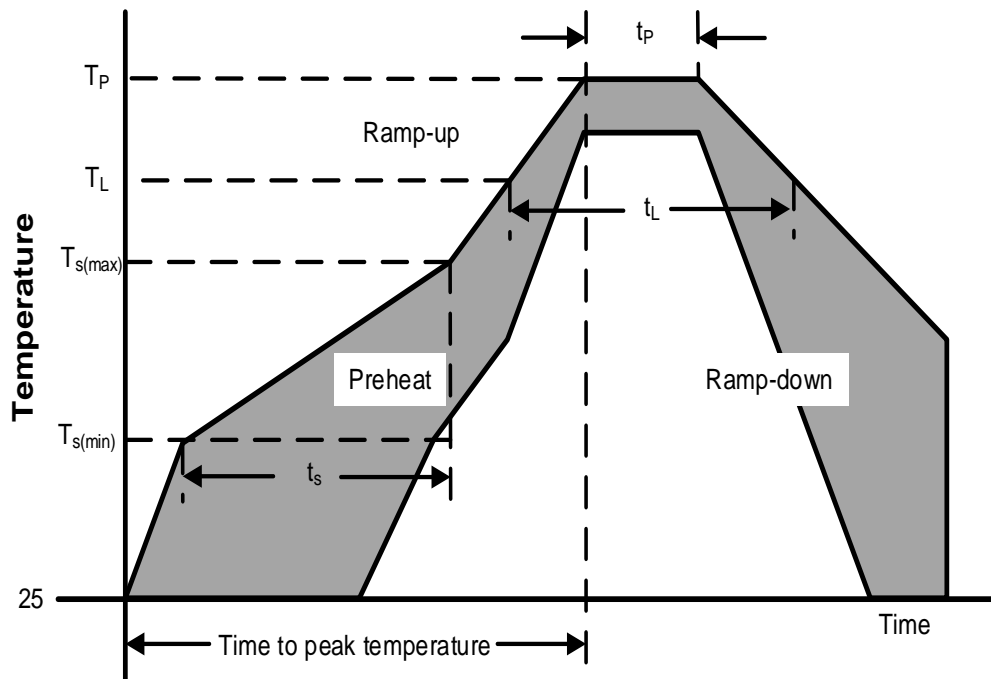 tP
TP
Ramp-up
TL
tL
Ts(max)
Temperature
Preheat
Ramp-down
Ts(min)
ts
25
Time
Time to peak temperature